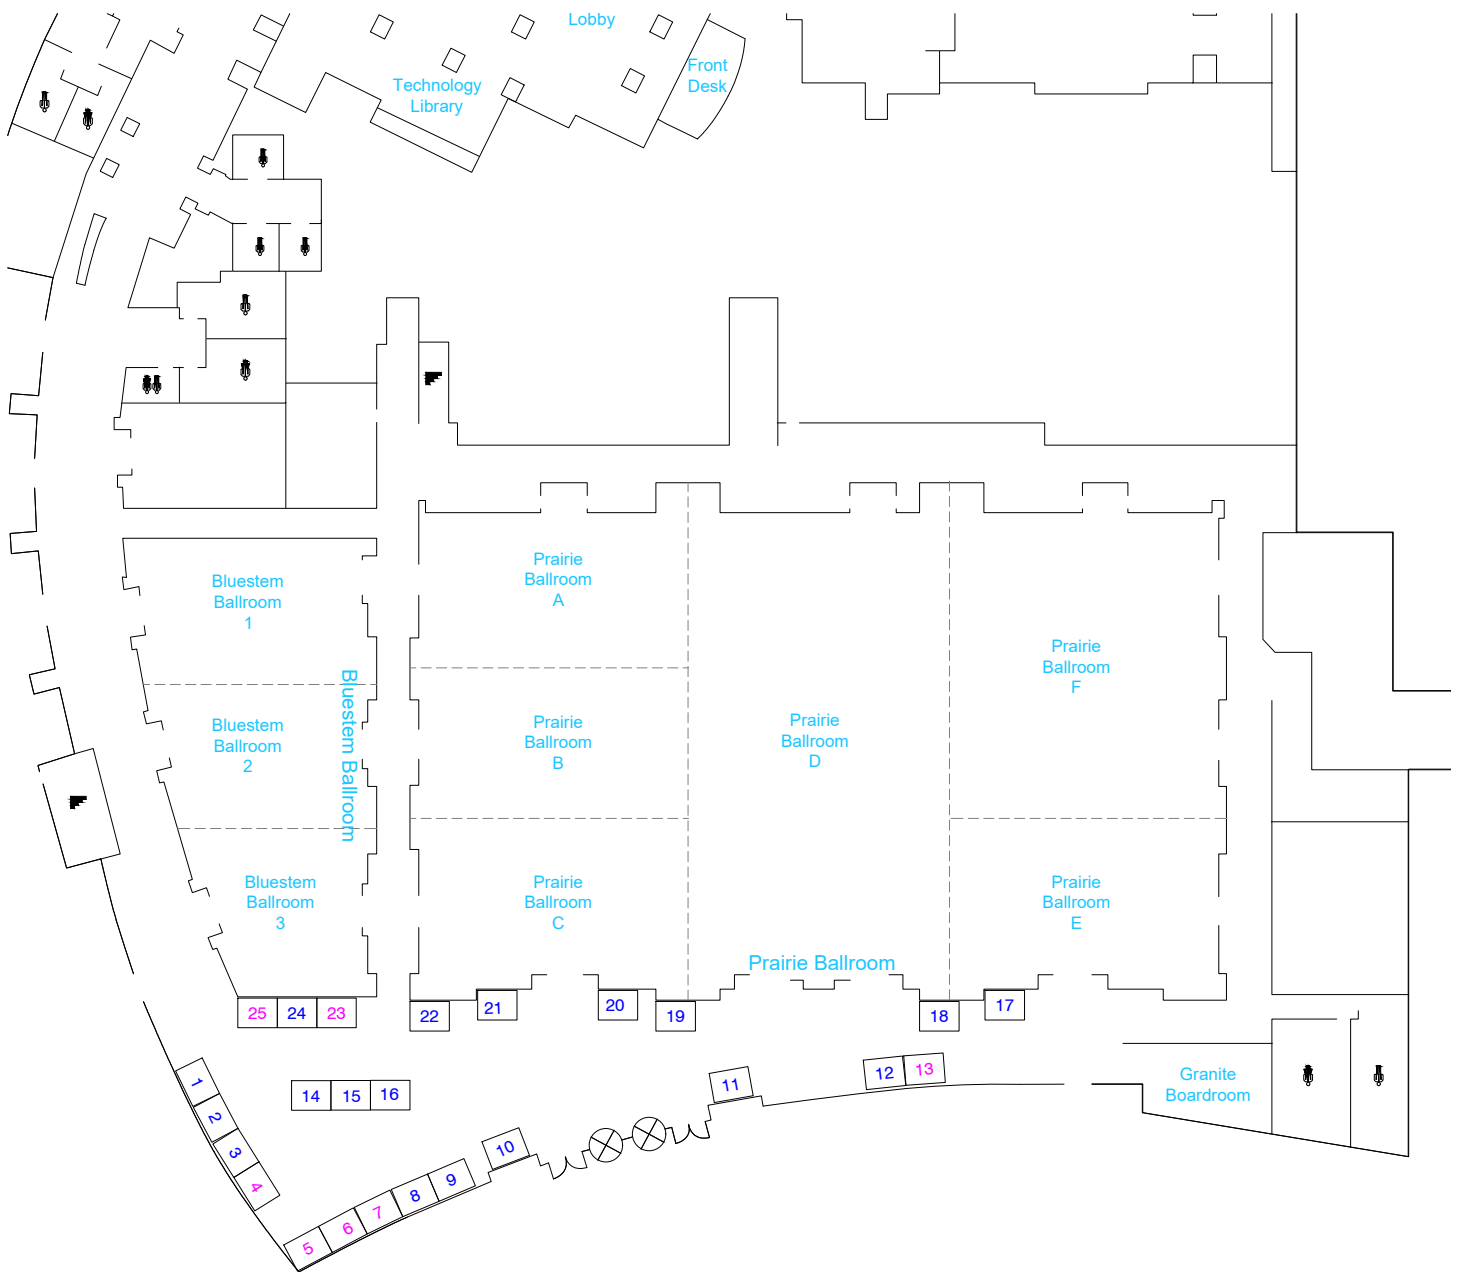 Lobby
Technology
Library
Front
Desk
Bluestem
Ballroom
1
Prairie
Ballroom
A
Prairie
Ballroom
F
Bluestem Ballroom
Bluestem
Ballroom
2
Prairie
Ballroom
B
Prairie
Ballroom
D
Bluestem
Ballroom
3
Prairie
Ballroom
C
Prairie
Ballroom
E
Prairie Ballroom
25
24
23
22
21
20
19
18
17
1
2
3
4
14
15
16
11
12
13
Granite
Boardroom
10
9
8
7
6
5